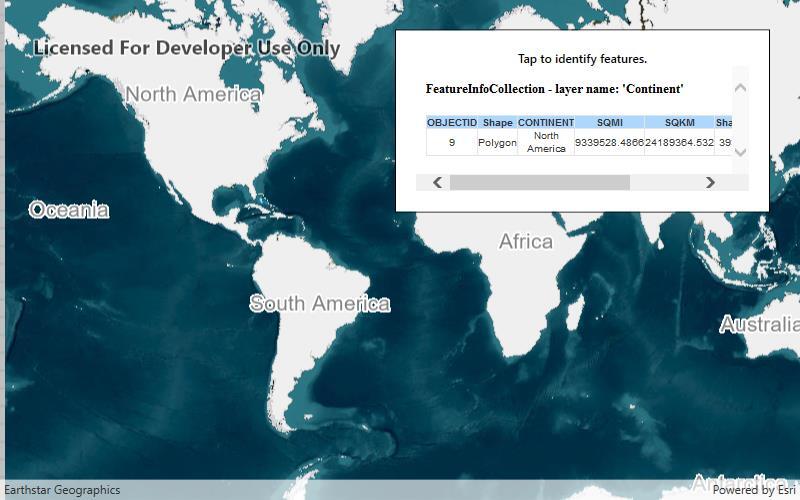 Licensed For Developer Use Only
Tap to identify features.
FeatureInfoCollection - layer name: 'Continent'
OBJECTID Shape CONTINENT SQMI SQKM Sha
9 Polygon North America 9339528.4866 24189364.532 39
North America
Oceania
Africa
South America
Australia
Antarctica
Earthstar Geographics
Powered by Esri